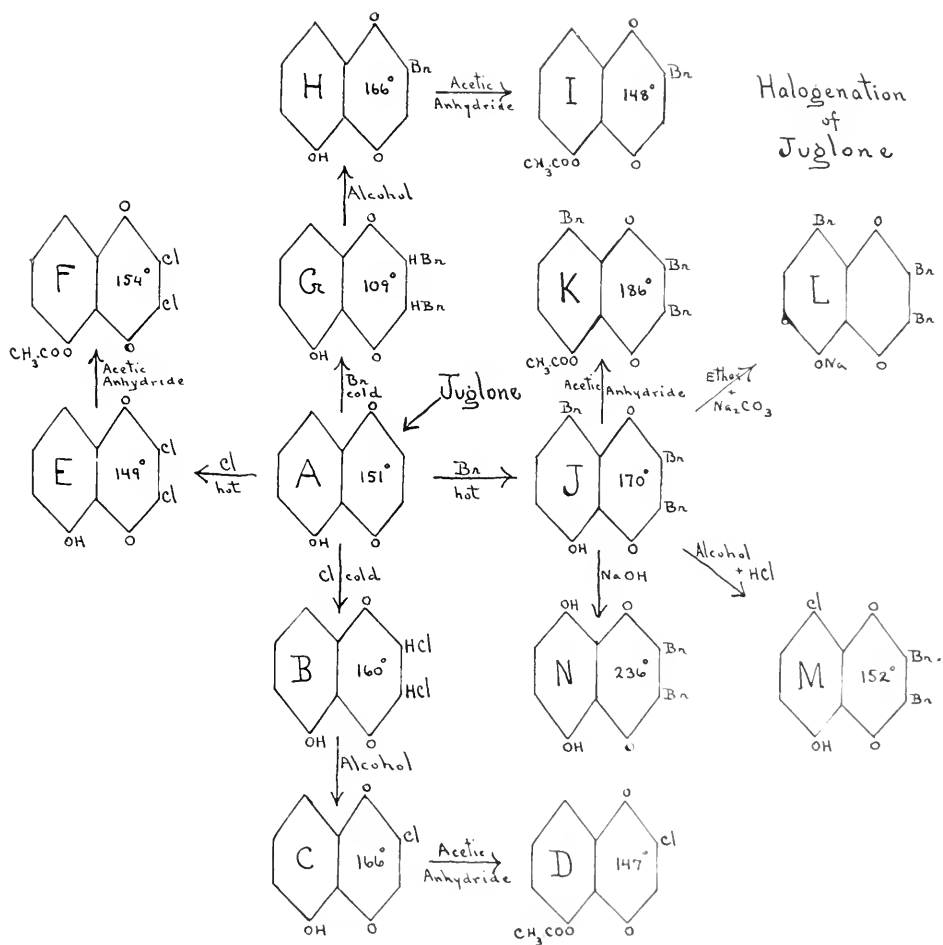 O
H
166°
Br
OH
O
Acetic
Anhydride
O
I
148°
Br
CH₃COO
O
Halogenation
of
Juglone
Alcohol
O
F
154°
Cl
Cl
CH₃COO
O
O
G
109°
HBr
HBr
OH
O
Br
O
K
186°
Br
Br
CH₃COO
O
Br
O
L
Br
Br
ONa
O
Acetic
Anhydride
Br
cold
Juglone
Acetic Anhydride
Ethox
+
Na₂CO₃
O
E
149°
Cl
Cl
OH
O
Cl
hot
O
A
151°
OH
O
Br
hot
Br
O
J
170°
Br
Br
OH
O
Cl cold
NaOH
Alcohol
+ HCl
O
B
160°
HCl
HCl
OH
O
OH
O
N
236°
Br
Br
OH
O
Cl
O
M
152°
Br.
Br
OH
O
Alcohol
O
C
166°
Cl
OH
O
Acetic
Anhydride
O
D
147°
Cl
CH₃COO
O